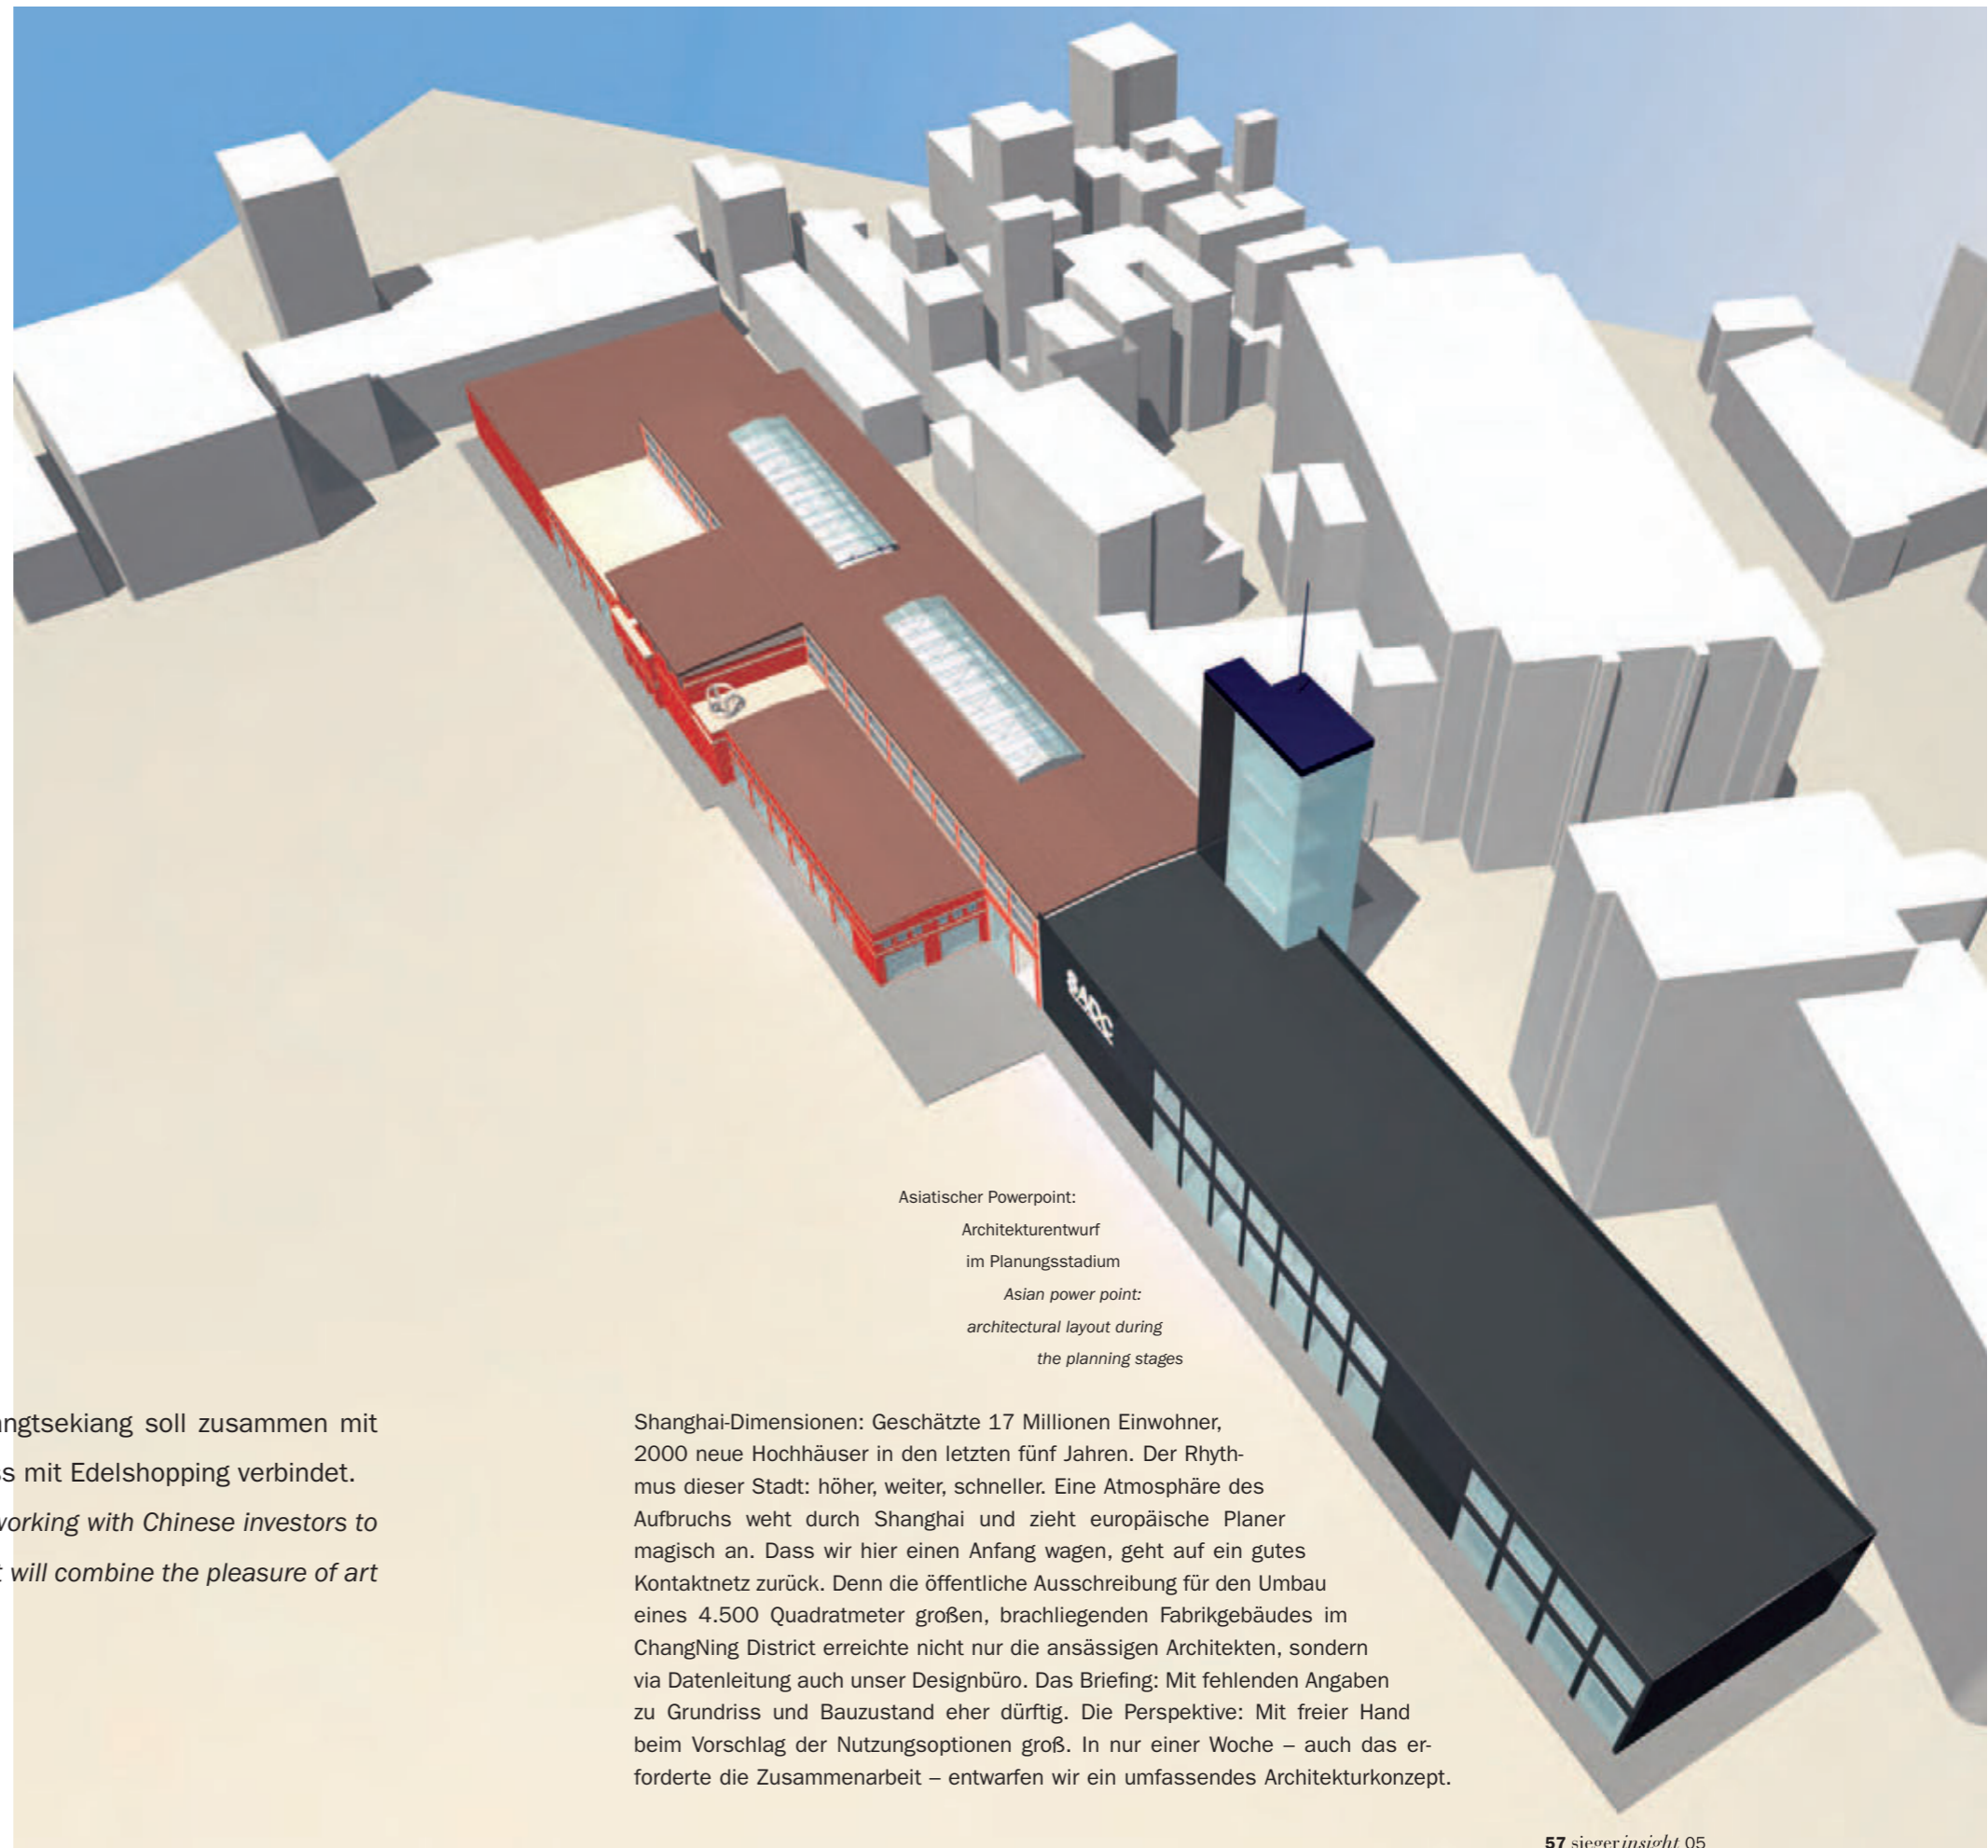 SADC
Asiatischer Powerpoint:
Architekturentwurf
im Planungsstadium
Asian power point:
architectural layout during
the planning stages
angtsekiang soll zusammen mit
s mit Edelshopping verbindet.
working with Chinese investors to
t will combine the pleasure of art
Shanghai-Dimensionen: Geschätzte 17 Millionen Einwohner,
2000 neue Hochhäuser in den letzten fünf Jahren. Der Rhyth-
mus dieser Stadt: höher, weiter, schneller. Eine Atmosphäre des
Aufbruchs weht durch Shanghai und zieht europäische Planer
magisch an. Dass wir hier einen Anfang wagen, geht auf ein gutes
Kontaktnetz zurück. Denn die öffentliche Ausschreibung für den Umbau
eines 4.500 Quadratmeter großen, brachliegenden Fabrikgebäudes im
ChangNing District erreichte nicht nur die ansässigen Architekten, sondern
via Datenleitung auch unser Designbüro. Das Briefing: Mit fehlenden Angaben
zu Grundriss und Bauzustand eher dürftig. Die Perspektive: Mit freier Hand
beim Vorschlag der Nutzungsoptionen groß. In nur einer Woche – auch das er-
forderte die Zusammenarbeit – entwarfen wir ein umfassendes Architekturkonzept.
57 siegerinsight 05